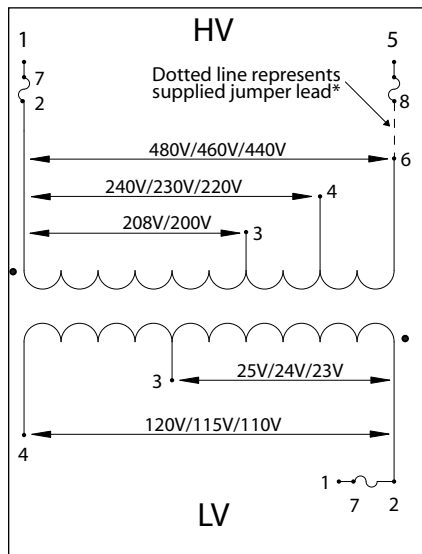 HV
1
5
7
2
8
Dotted line represents
supplied jumper lead*
480V/460V/440V
6
240V/230V/220V
4
208V/200V
3
3
25V/24V/23V
120V/115V/110V
4
1
7
2
LV